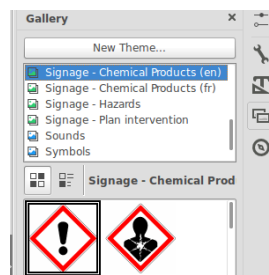 Gallery
New Theme...
Signage - Chemical Products (en)
Signage - Chemical Products (fr)
Signage - Hazards
Signage - Plan intervention
Sounds
Symbols
Signage - Chemical Prod